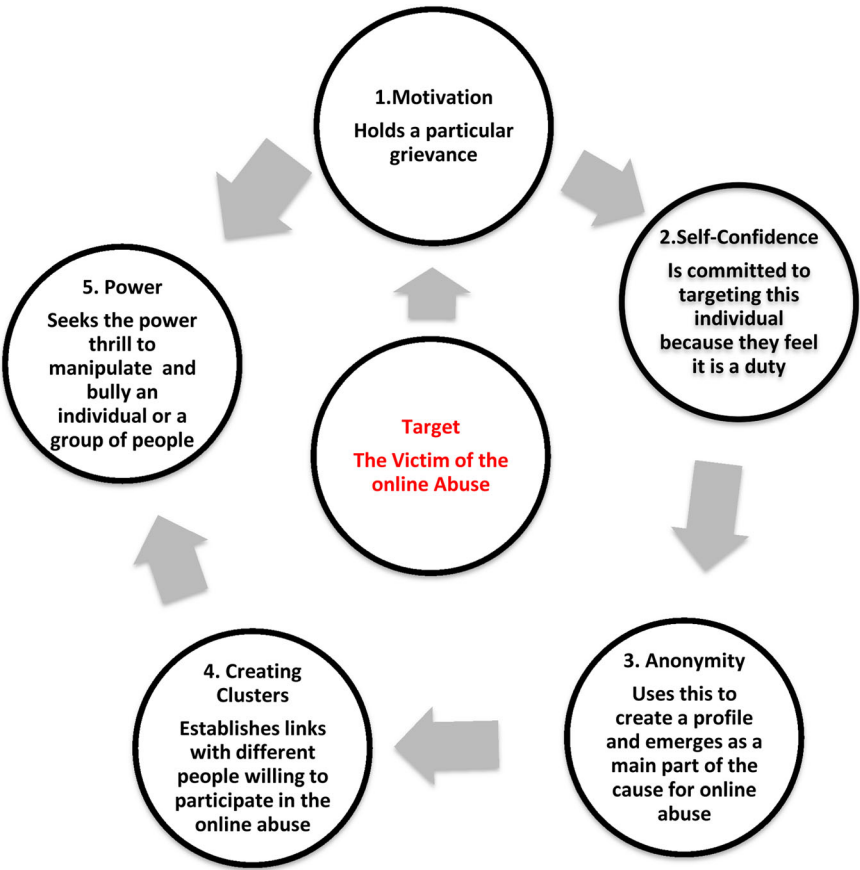 1.Motivation
Holds a particular
grievance
2.Self-Confidence
Is committed to
targeting this
individual
because they feel
it is a duty
3. Anonymity
Uses this to
create a profile
and emerges as a
main part of the
cause for online
abuse
4. Creating
Clusters
Establishes links
with different
people willing to
participate in the
online abuse
5. Power
Seeks the power
thrill to
manipulate  and
bully an
individual or a
group of people
Target
The Victim of the
online Abuse